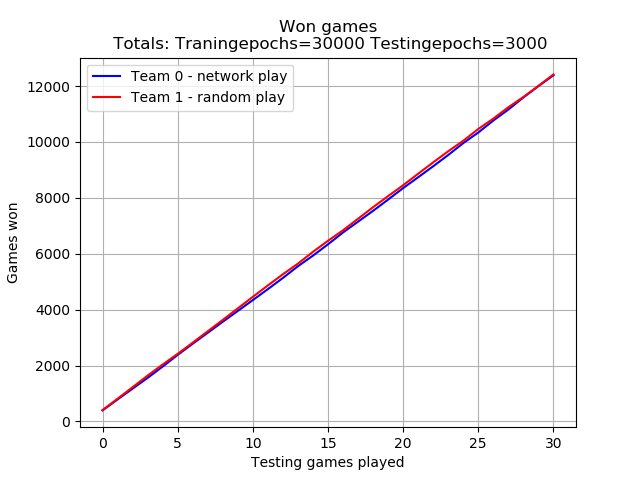 Won games
Totals: Traningepochs=30000 Testingepochs=3000
Team 0 - network play
Team 1 - random play
12000
10000
8000
6000
4000
2000
0
Games won
0 5 10 15 20 25 30
Testing games played